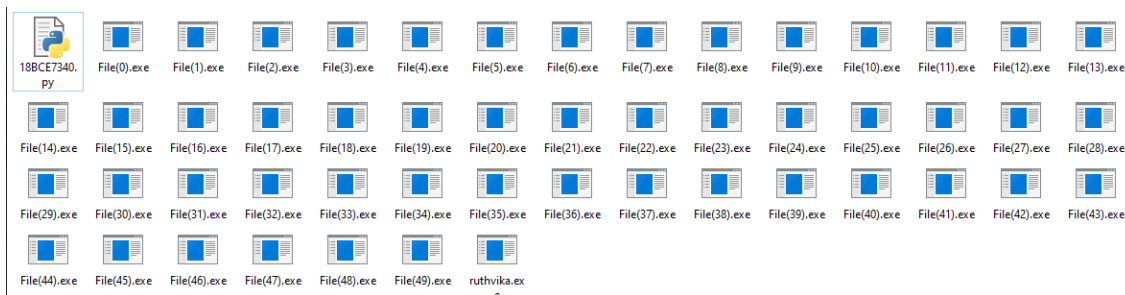 18BCE7340. File(0).exe File(1).exe File(2).exe File(3).exe File(4).exe File(5).exe File(6).exe File(7).exe File(8).exe File(9).exe File(10).exe File(11).exe File(12).exe File(13).exe
py
File(14).exe File(15).exe File(16).exe File(17).exe File(18).exe File(19).exe File(20).exe File(21).exe File(22).exe File(23).exe File(24).exe File(25).exe File(26).exe File(27).exe File(28).exe
File(29).exe File(30).exe File(31).exe File(32).exe File(33).exe File(34).exe File(35).exe File(36).exe File(37).exe File(38).exe File(39).exe File(40).exe File(41).exe File(42).exe File(43).exe
File(44).exe File(45).exe File(46).exe File(47).exe File(48).exe File(49).exe ruthvika.ex